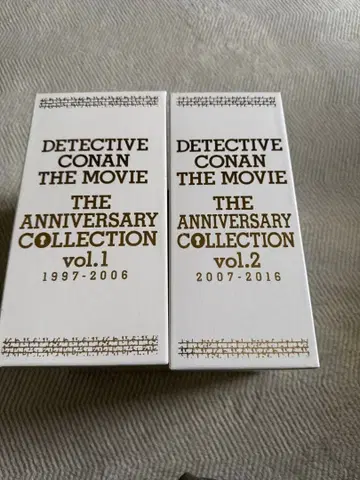 DETECTIVE
CONAN
THE MOVIE
THE
ANNIVERSARY
COLLECTION
vol.1
1997-2006
DETECTIVE
CONAN
THE MOVIE
THE
ANNIVERSARY
COLLECTION
vol.2
2007-2016